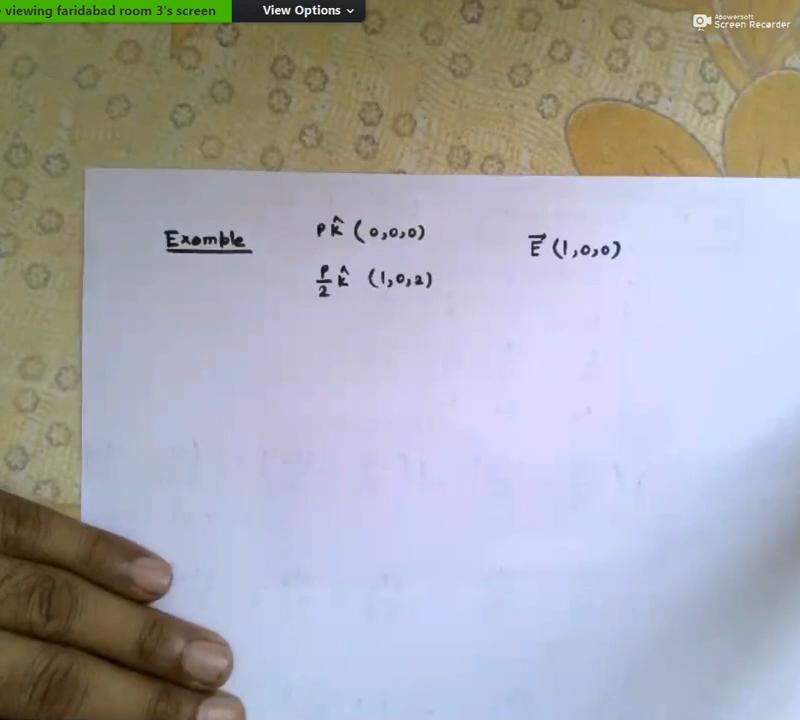 viewing faridabad room 3's screen View Options
Apowersoft
Screen Recorder
Examble pk̂ (0,0,0) E⃗ (1,0,0)
p/2 k̂ (1,0,2)